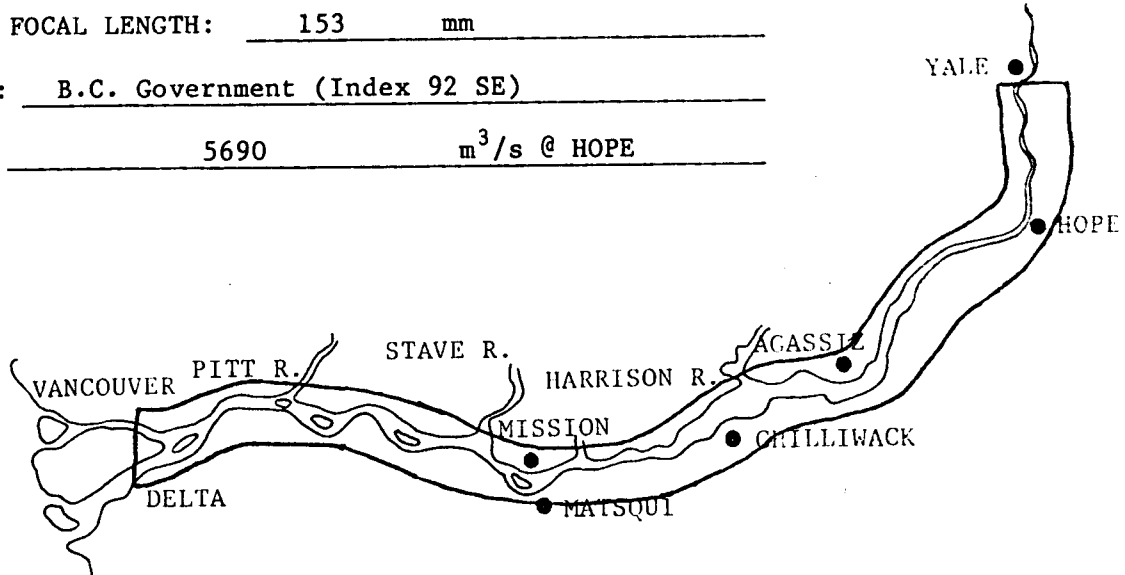 FOCAL LENGTH: 153 mm
: B.C. Government (Index 92 SE)
5690 m³/s @ HOPE
YALE
HOPE
AGASSIZ
STAVE R.
PITT R.
HARRISON R.
VANCOUVER
MISSION
CHILLIWACK
DELTA
MATSQUI